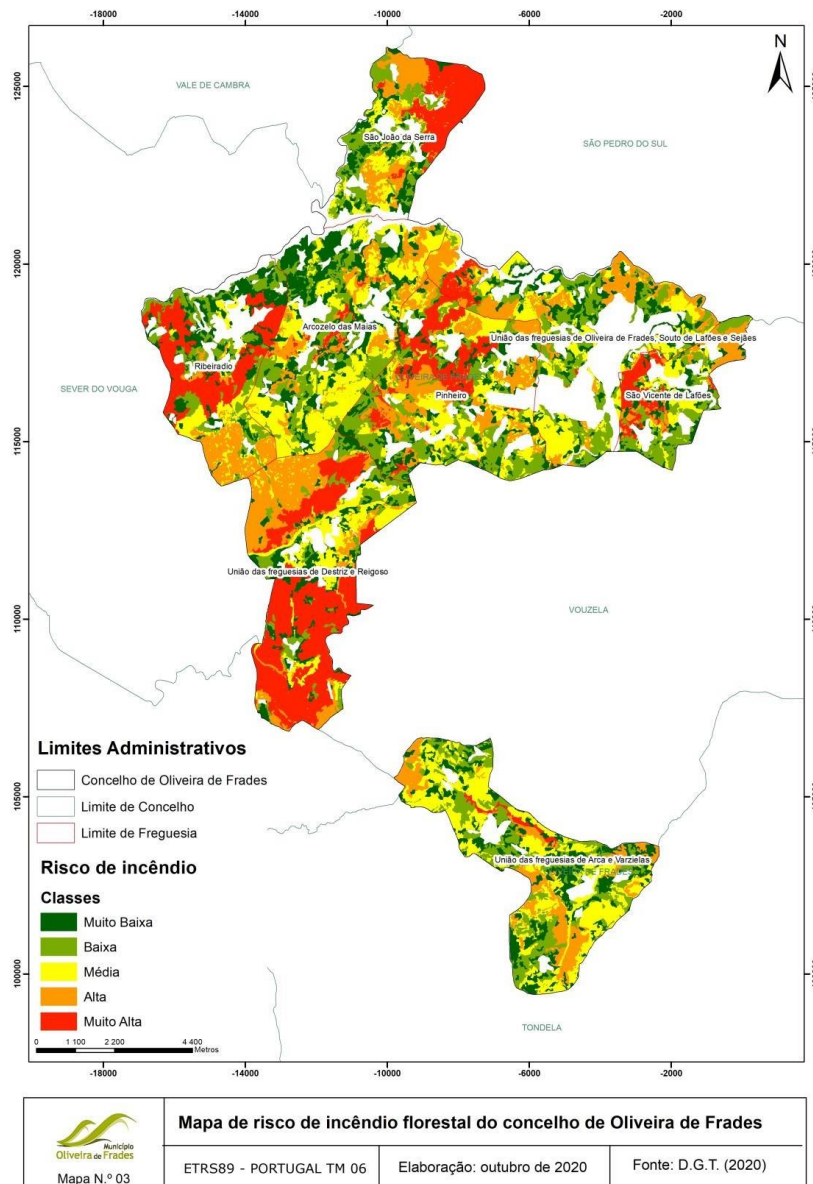 -18000 -14000 -10000 -6000 -2000
N
125000
VALE DE CAMBRA
São João da Serra
SÃO PEDRO DO SUL
120000
Arcozelo das Maias
União das freguesias de Oliveira de Frades, Souto de Lafões e Sejães
Ribeiradio
SEVER DO VOUGA
Pinheiro
São Vicente de Lafões
115000
União das freguesias de Destriz e Reigoso
110000
VOUZELA
Limites Administrativos
Concelho de Oliveira de Frades
Limite de Concelho
Limite de Freguesia
105000
União das freguesias de Arca e Varzielas
DE FRADES
Risco de incêndio
Classes
Muito Baixa
Baixa
Média
Alta
Muito Alta
100000
0 1 100 2 200 4 400
Metros
TONDELA
-18000 -14000 -10000 -6000 -2000
Município
Oliveira de Frades
Mapa N.º 03
Mapa de risco de incêndio florestal do concelho de Oliveira de Frades
ETRS89 - PORTUGAL TM 06
Elaboração: outubro de 2020
Fonte: D.G.T. (2020)